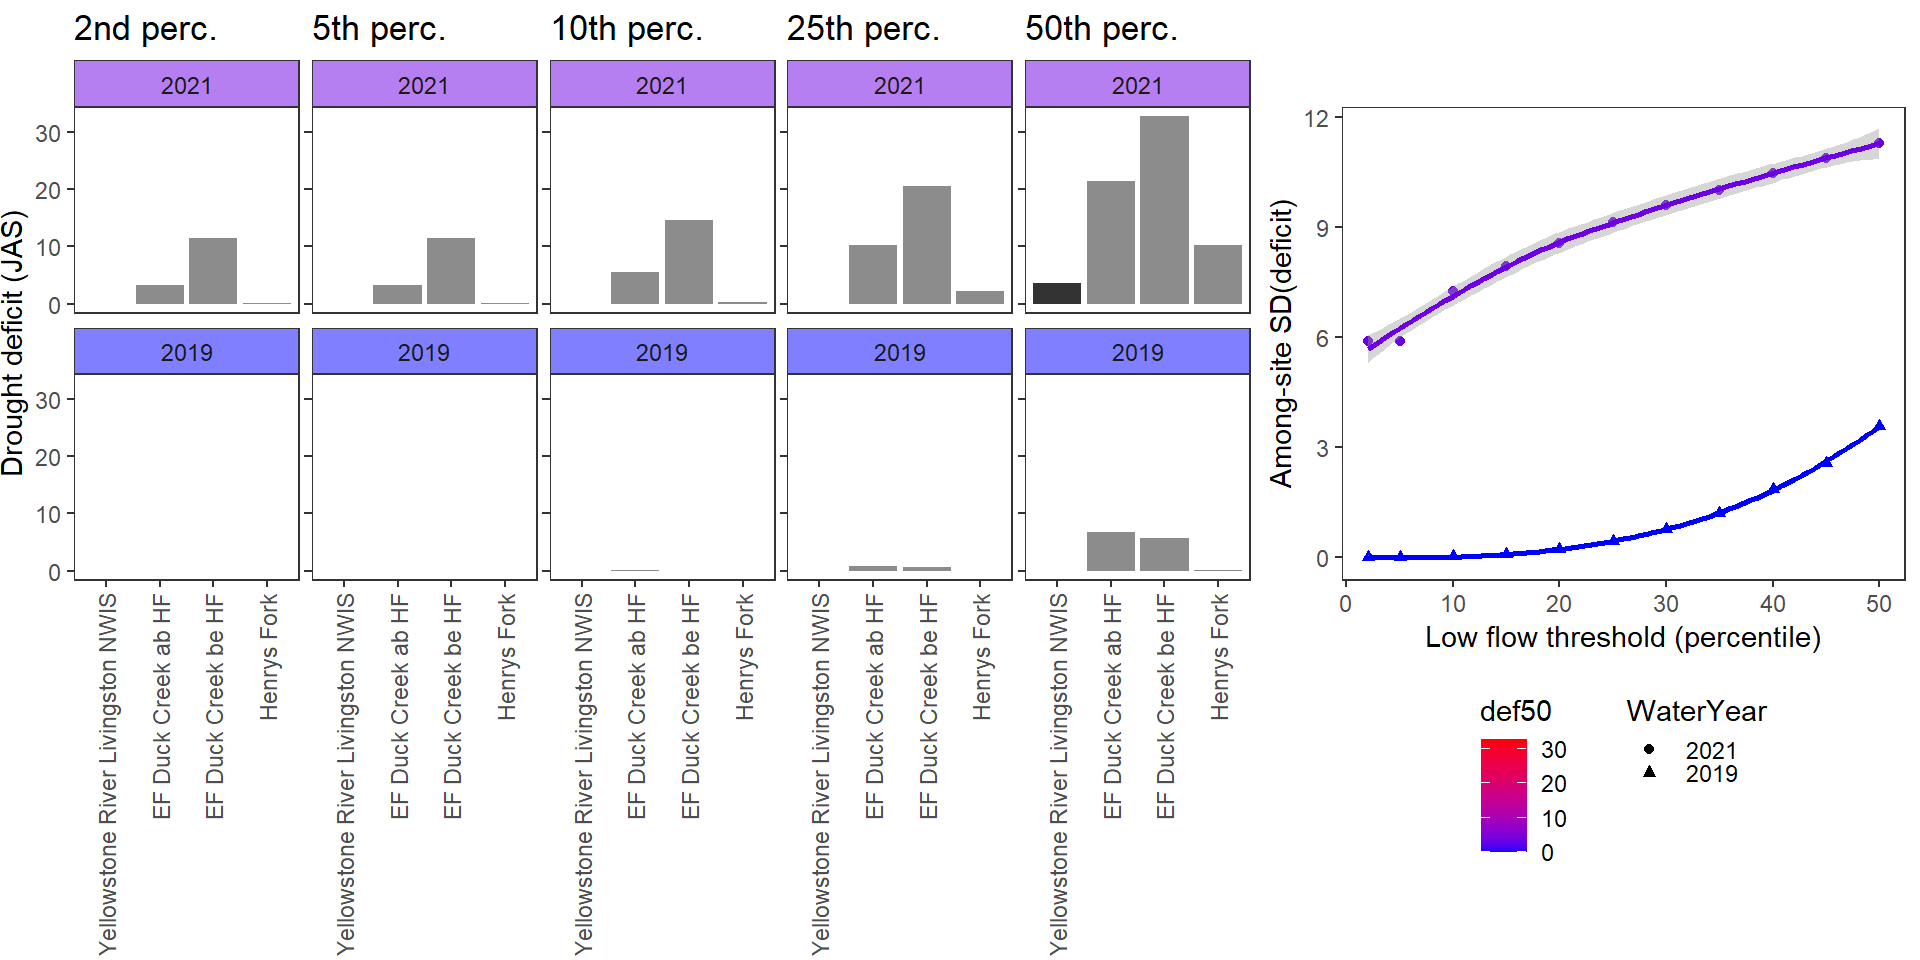 2nd perc.
5th perc.
10th perc.
25th perc.
50th perc.
2021
2021
2021
2021
2021
30
20
10
0
2019
2019
2019
2019
2019
30
20
10
0
Drought deficit (JAS)
Yellowstone River Livingston NWIS
EF Duck Creek ab HF
EF Duck Creek be HF
Henrys Fork
Yellowstone River Livingston NWIS
EF Duck Creek ab HF
EF Duck Creek be HF
Henrys Fork
Yellowstone River Livingston NWIS
EF Duck Creek ab HF
EF Duck Creek be HF
Henrys Fork
Yellowstone River Livingston NWIS
EF Duck Creek ab HF
EF Duck Creek be HF
Henrys Fork
Yellowstone River Livingston NWIS
EF Duck Creek ab HF
EF Duck Creek be HF
Henrys Fork
Among-site SD(deficit)
12
9
6
3
0
0
10
20
30
40
50
Low flow threshold (percentile)
def50
30
20
10
0
WaterYear
2021
2019